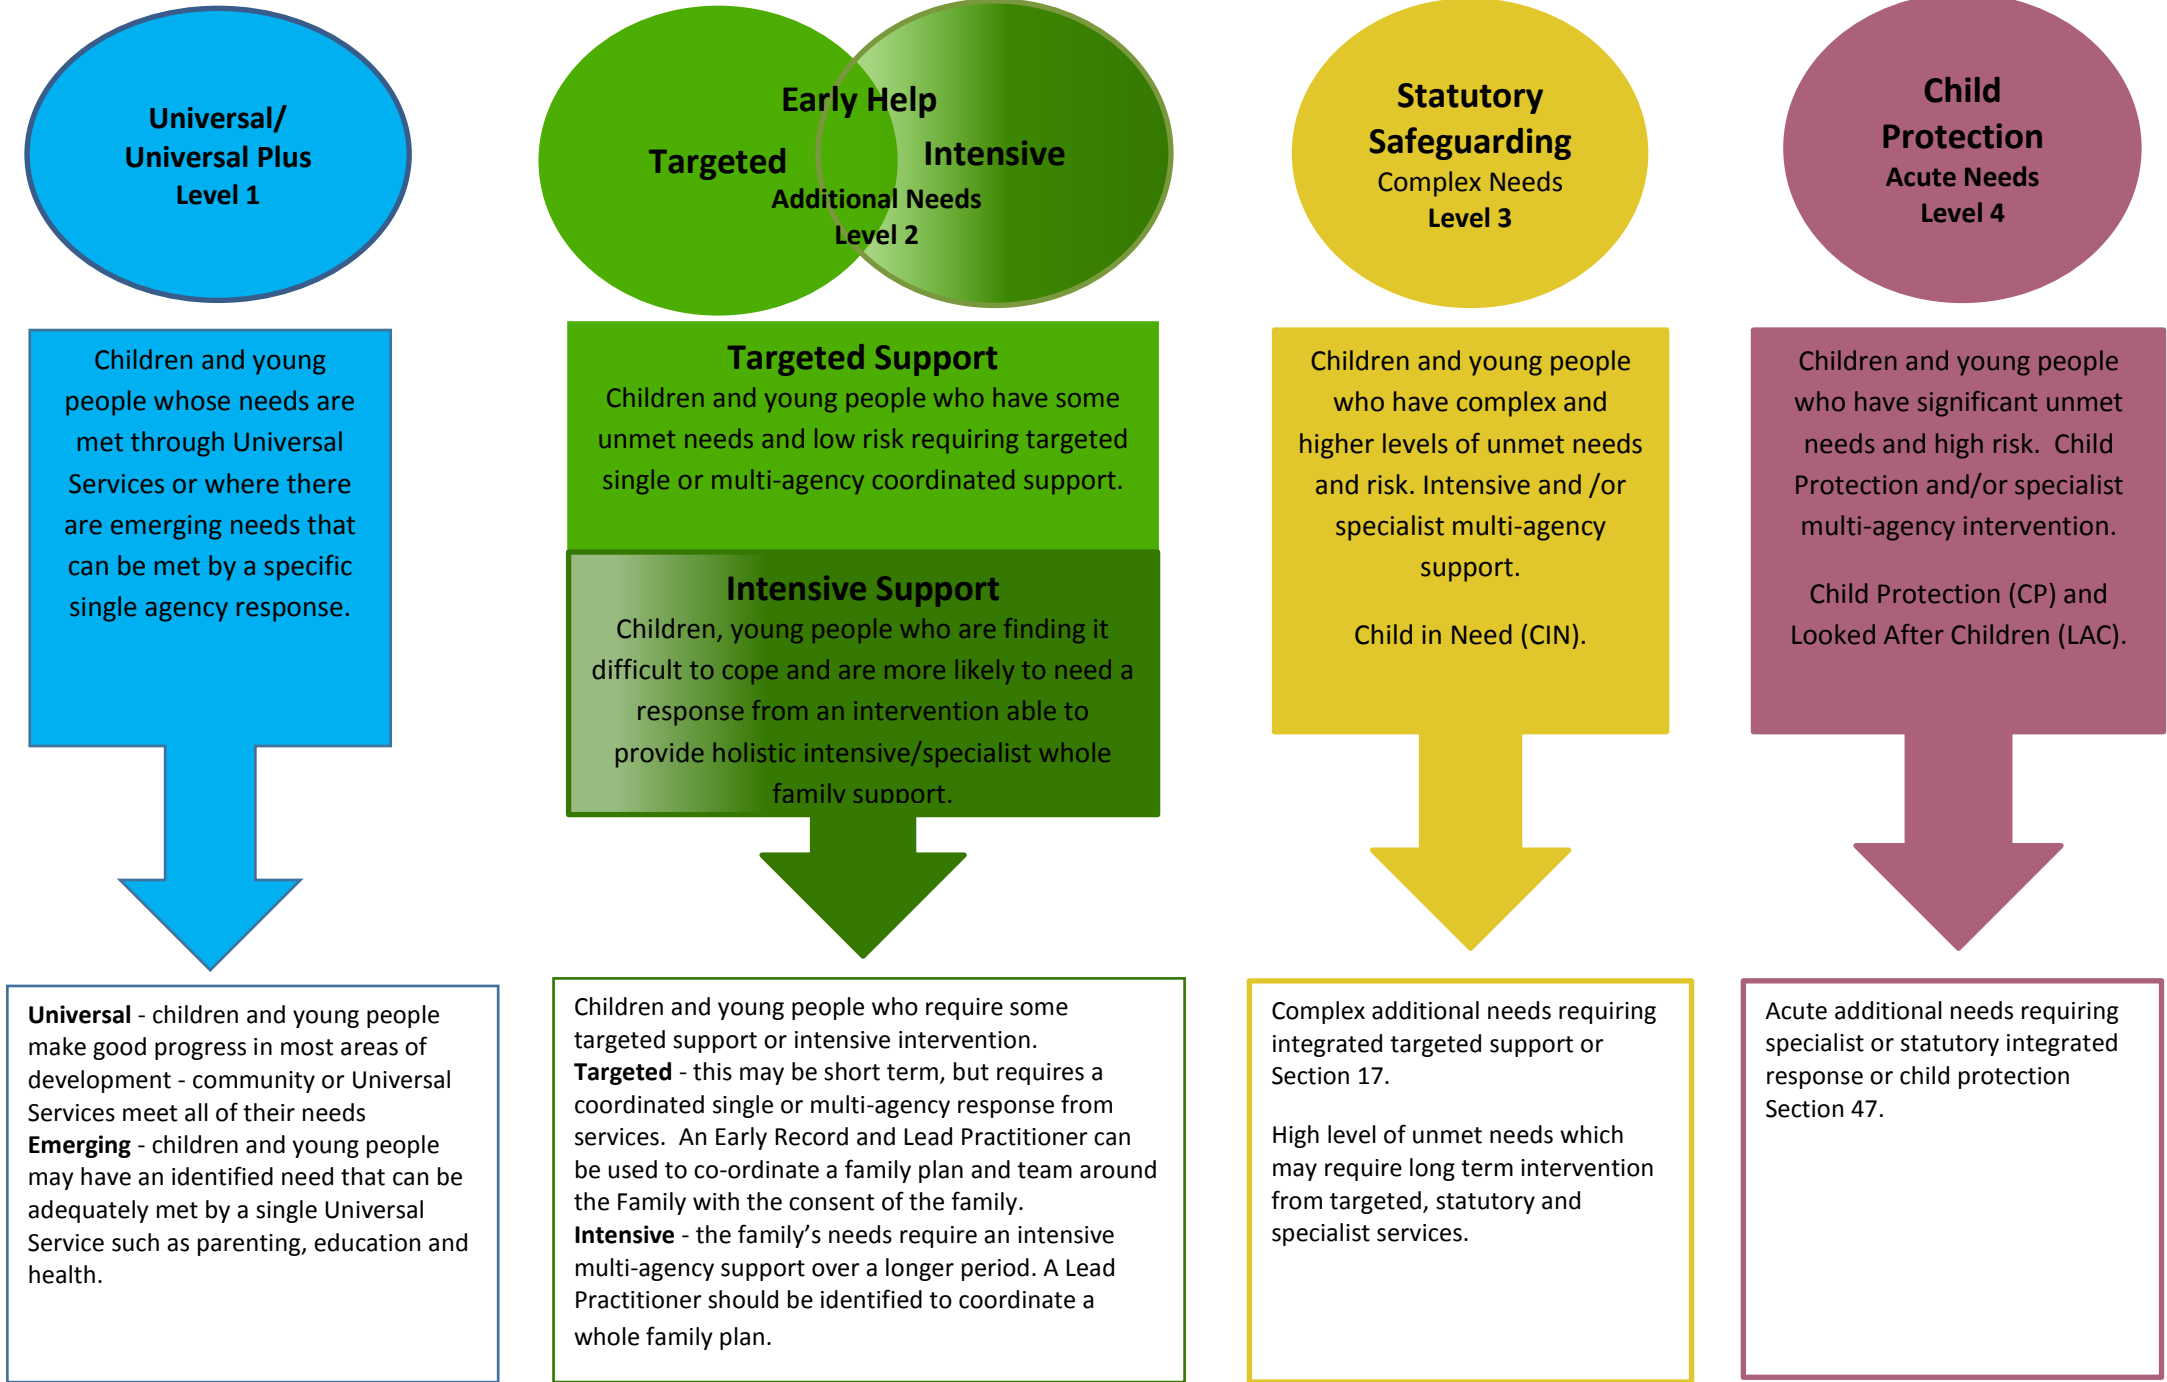 Universal/
Universal Plus
Level 1
Early Help
Targeted
Intensive
Additional Needs
Level 2
Statutory
Safeguarding
Complex Needs
Level 3
Child
Protection
Acute Needs
Level 4
Children and young
people whose needs are
met through Universal
Services or where there
are emerging needs that
can be met by a specific
single agency response.
Targeted Support
Children and young people who have some
unmet needs and low risk requiring targeted
single or multi-agency coordinated support.
Intensive Support
Children, young people who are finding it
difficult to cope and are more likely to need a
response from an intervention able to
provide holistic intensive/specialist whole
family support.
Children and young people
who have complex and
higher levels of unmet needs
and risk. Intensive and /or
specialist multi-agency
support.
Child in Need (CIN).
Children and young people
who have significant unmet
needs and high risk.  Child
Protection and/or specialist
multi-agency intervention.
Child Protection (CP) and
Looked After Children (LAC).
Universal - children and young people
make good progress in most areas of
development - community or Universal
Services meet all of their needs
Emerging - children and young people
may have an identified need that can be
adequately met by a single Universal
Service such as parenting, education and
health.
Children and young people who require some
targeted support or intensive intervention.
Targeted - this may be short term, but requires a
coordinated single or multi-agency response from
services.  An Early Record and Lead Practitioner can
be used to co-ordinate a family plan and team around
the Family with the consent of the family.
Intensive - the family’s needs require an intensive
multi-agency support over a longer period. A Lead
Practitioner should be identified to coordinate a
whole family plan.
Complex additional needs requiring
integrated targeted support or
Section 17.
High level of unmet needs which
may require long term intervention
from targeted, statutory and
specialist services.
Acute additional needs requiring
specialist or statutory integrated
response or child protection
Section 47.